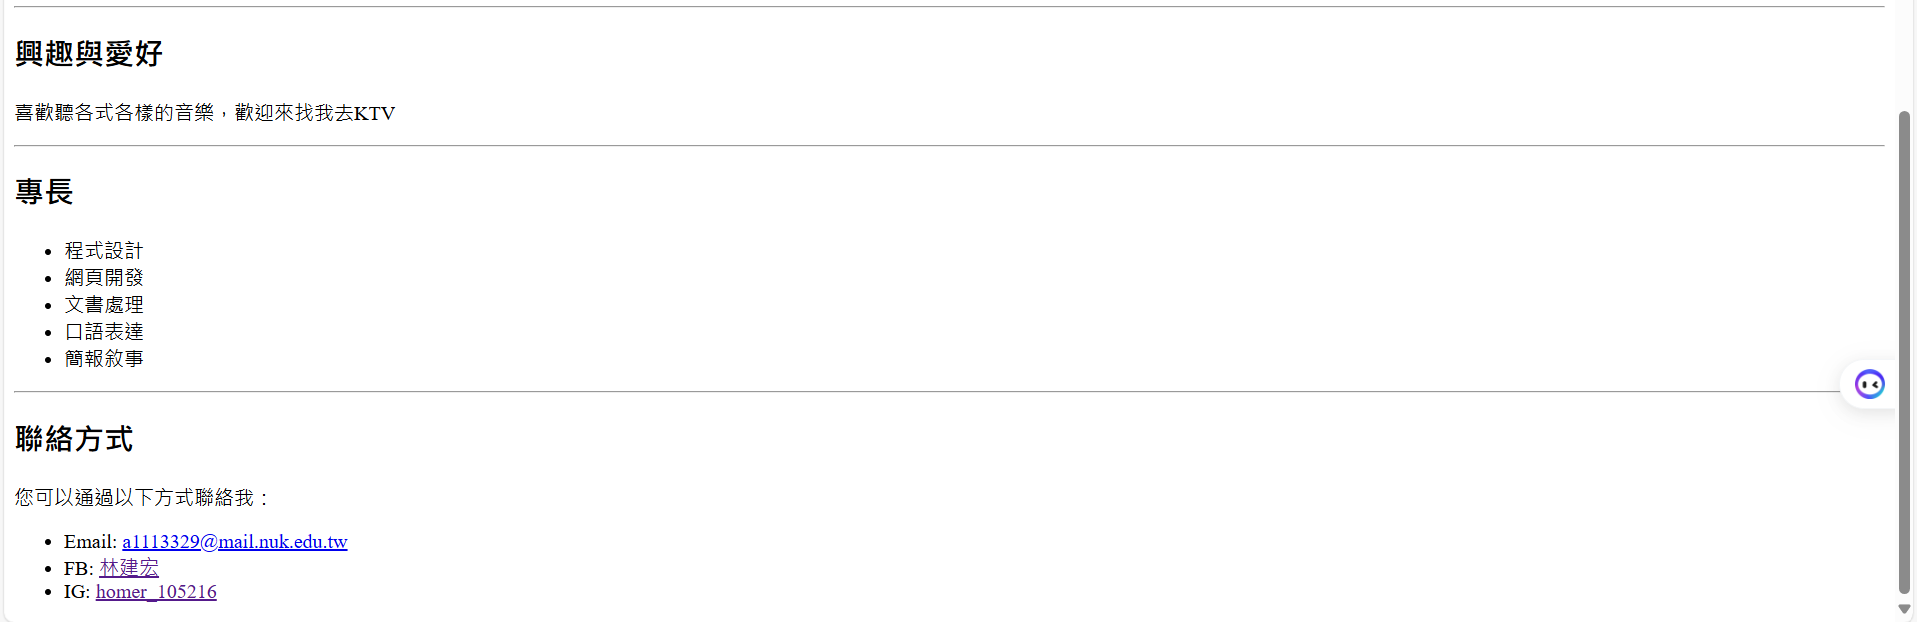 興趣與愛好
喜歡聽各式各樣的音樂，歡迎來找我去KTV
專長
程式設計
網頁開發
文書處理
口語表達
簡報敘事
聯絡方式
您可以通過以下方式聯絡我：
Email: a1113329@mail.nuk.edu.tw
FB: 林建宏
IG: homer_105216